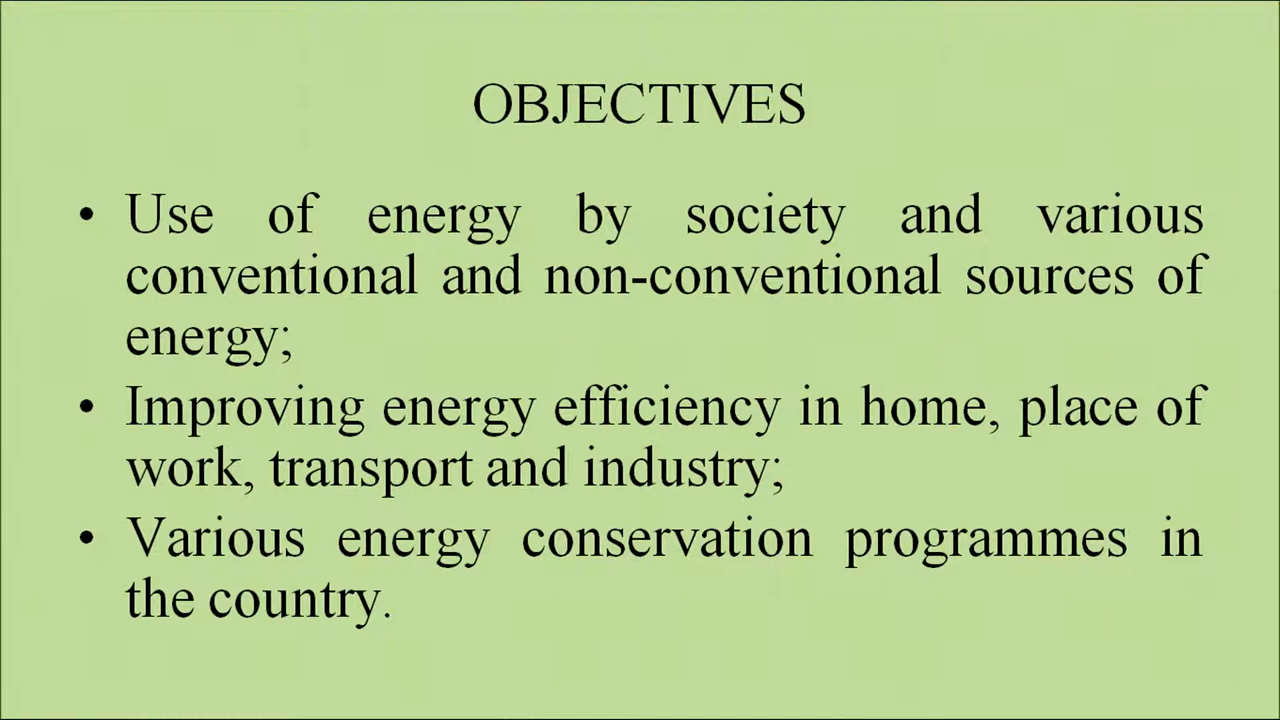 OBJECTIVES
• Use of energy by society and various
conventional and non-conventional sources of
energy;
• Improving energy efficiency in home, place of
work, transport and industry;
• Various energy conservation programmes in
the country.